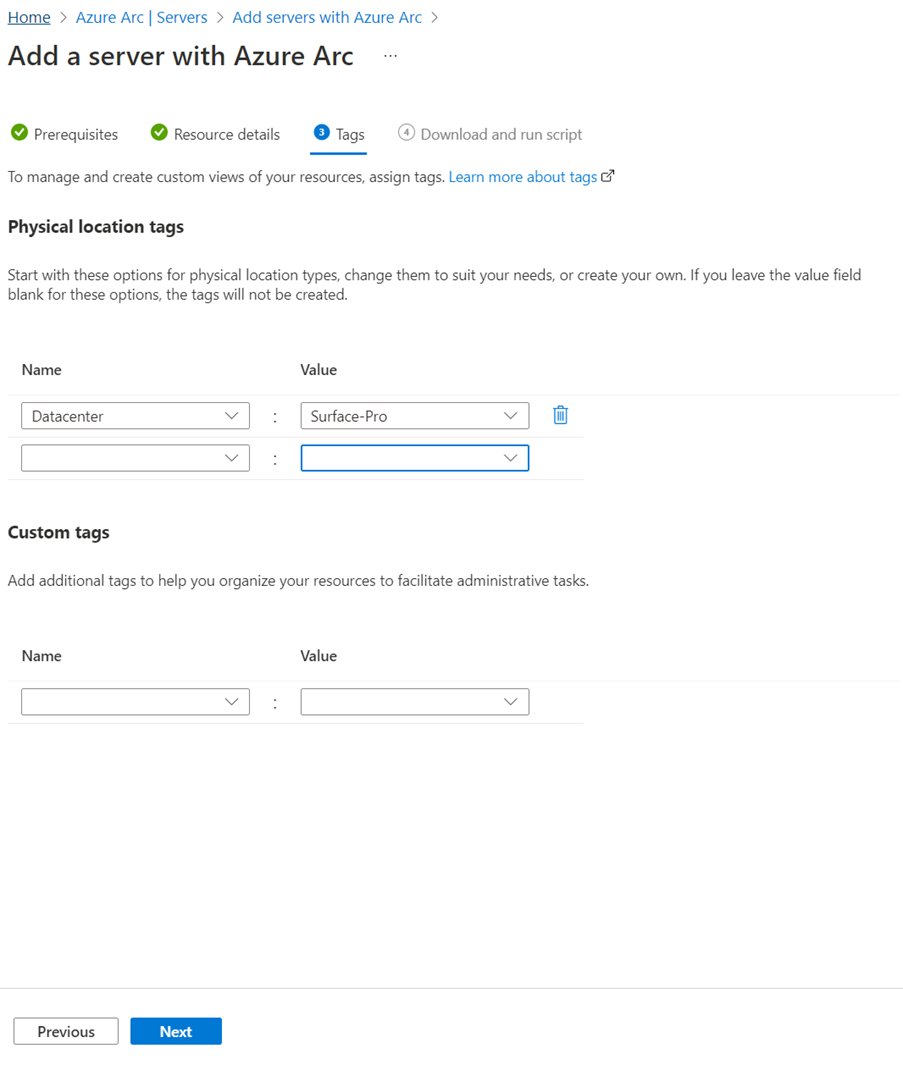 Home > Azure Arc | Servers > Add servers with Azure Arc >
Add a server with Azure Arc ...
Prerequisites Resource details 3 Tags 4 Download and run script
To manage and create custom views of your resources, assign tags. Learn more about tags
Physical location tags
Start with these options for physical location types, change them to suit your needs, or create your own. If you leave the value field
blank for these options, the tags will not be created.
Name Value
Datacenter : Surface-Pro
:
Custom tags
Add additional tags to help you organize your resources to facilitate administrative tasks.
Name Value
:
Previous Next